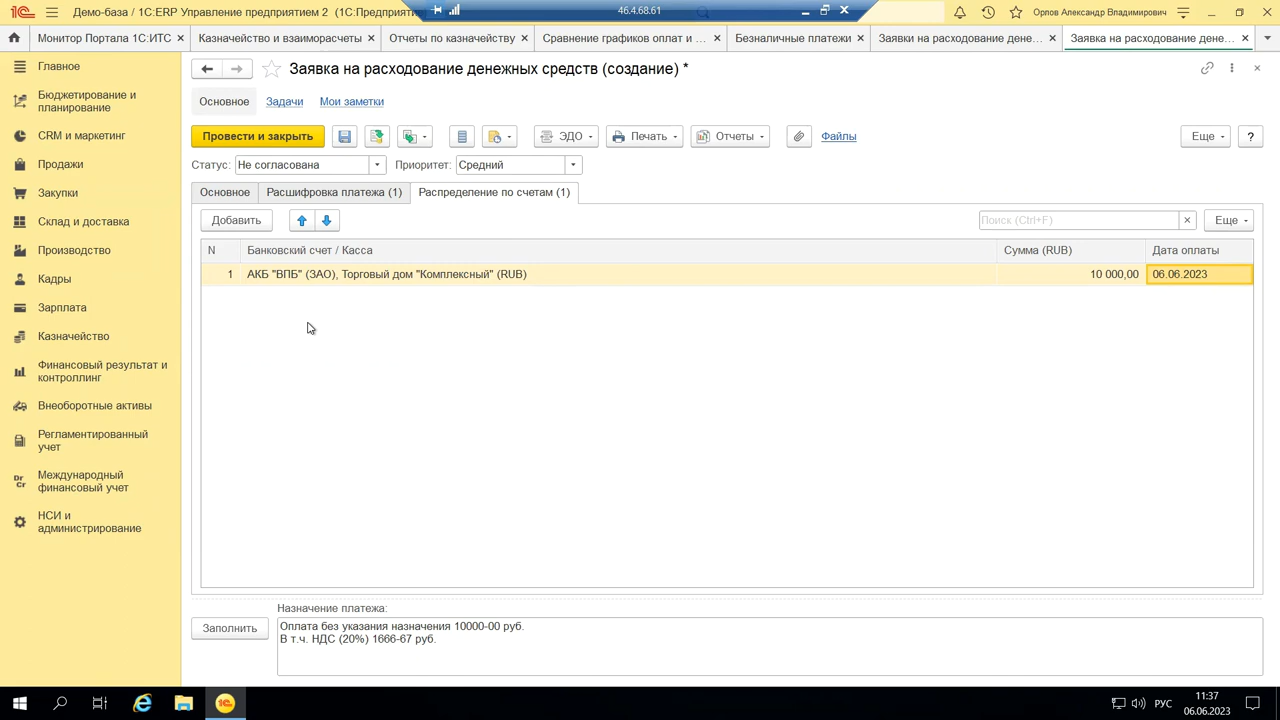 Демо-база / 1С:ERP Управление предприятием 2 (1С:Предприяти
46.4.68.61
Орлов Александр Владимирович
Монитор Портала 1С:ИТС
Казначейство и взаиморасчеты
Отчеты по казначейству
Сравнение графиков оплат и ...
Безналичные платежи
Заявки на расходование дене...
Заявка на расходование дене...
Главное
Бюджетирование и
планирование
CRM и маркетинг
Продажи
Закупки
Склад и доставка
Производство
Кадры
Зарплата
Казначейство
Финансовый результат и
контроллинг
Внеоборотные активы
Регламентированный
учет
Dr
Cr
Международный
финансовый учет
НСИ и
администрирование
Заявка на расходование денежных средств (создание) *
Основное Задачи Мои заметки
Провести и закрыть ЭДО Печать Отчеты Файлы Еще ?
Статус: Не согласована Приоритет: Средний
Основное Расшифровка платежа (1) Распределение по счетам (1)
Добавить Поиск (Ctrl+F) Еще
N Банковский счет / Касса Сумма (RUB) Дата оплаты
1 АКБ "ВПБ" (ЗАО), Торговый дом "Комплексный" (RUB) 10 000,00 06.06.2023
Назначение платежа:
Заполнить
Оплата без указания назначения 10000-00 руб.
В т.ч. НДС (20%) 1666-67 руб.
РУС
11:37
06.06.2023